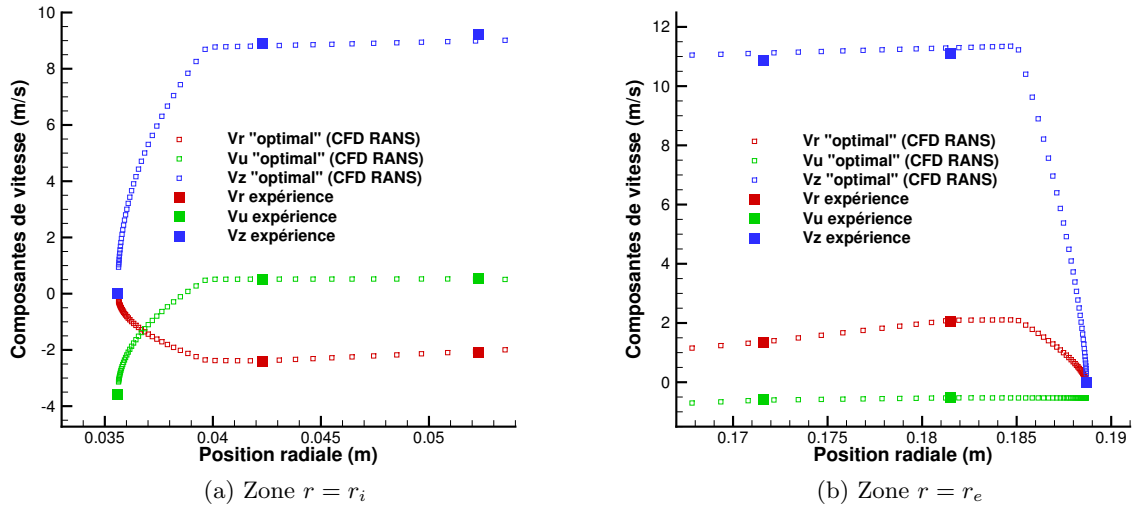 Composantes de vitesse (m/s)
10
8
6
4
2
0
-2
-4
Vr "optimal" (CFD RANS)
Vu "optimal" (CFD RANS)
Vz "optimal" (CFD RANS)
Vr expérience
Vu expérience
Vz expérience
0.035
0.04
0.045
0.05
Position radiale (m)
(a) Zone r = r_i
Composantes de vitesse (m/s)
12
10
8
6
4
2
0
Vr "optimal" (CFD RANS)
Vu "optimal" (CFD RANS)
Vz "optimal" (CFD RANS)
Vr expérience
Vu expérience
Vz expérience
0.17
0.175
0.18
0.185
0.19
Position radiale (m)
(b) Zone r = r_e